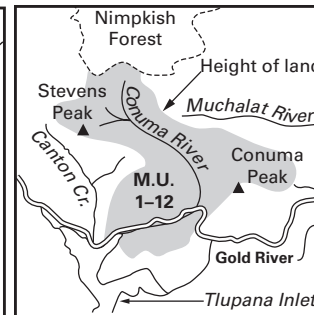 Nimpkish
Forest
Height of land
Stevens
Peak
Conuma River
Muchalat River
Canton Cr.
Conuma
Peak
M.U.
1–12
Gold River
Tlupana Inlet